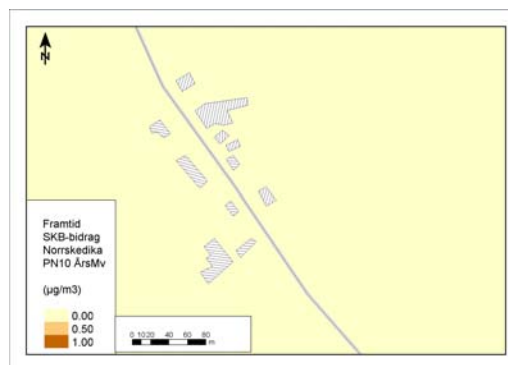 N
Framtid
SKB-bidrag
Norrskedika
PN10 ÅrsMv
(µg/m3)
0.00
0.50
1.00
0 10 20 40 60 80
m